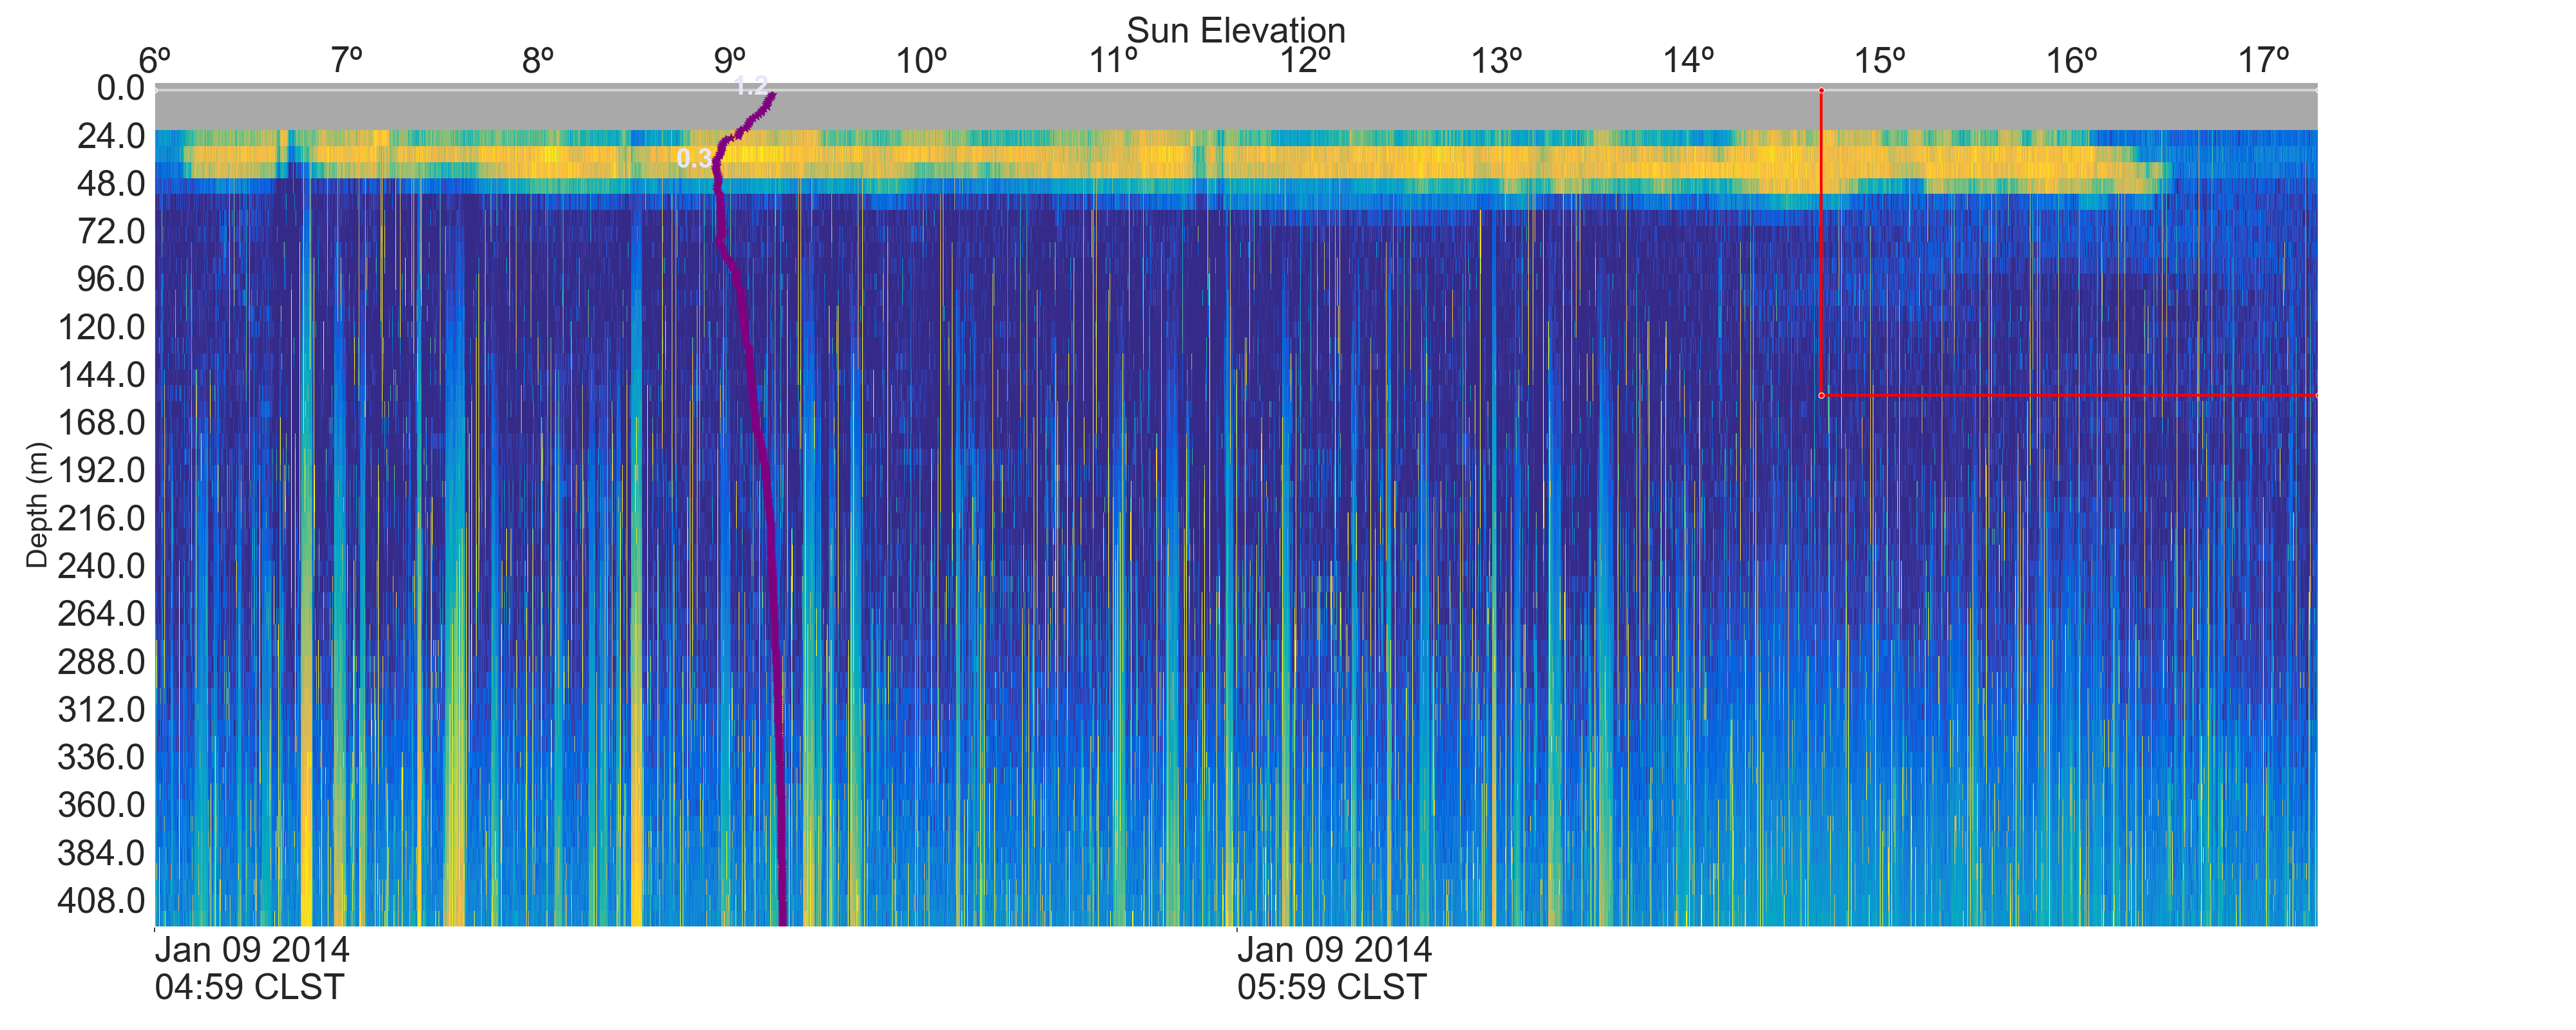 Sun Elevation
6º 7º 8º 9º 10º 11º 12º 13º 14º 15º 16º 17º
1.2
0.3
0.0
24.0
48.0
72.0
96.0
120.0
144.0
168.0
192.0
216.0
240.0
264.0
288.0
312.0
336.0
360.0
384.0
408.0
Depth (m)
Jan 09 2014
04:59 CLST
Jan 09 2014
05:59 CLST